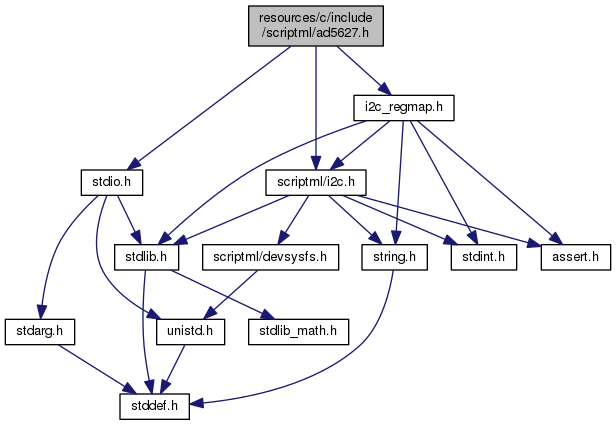 resources/c/include
/scriptml/ad5627.h
i2c_regmap.h
stdio.h
scriptml/i2c.h
stdlib.h
scriptml/devsysfs.h
string.h
stdint.h
assert.h
stdarg.h
unistd.h
stdlib_math.h
stddef.h